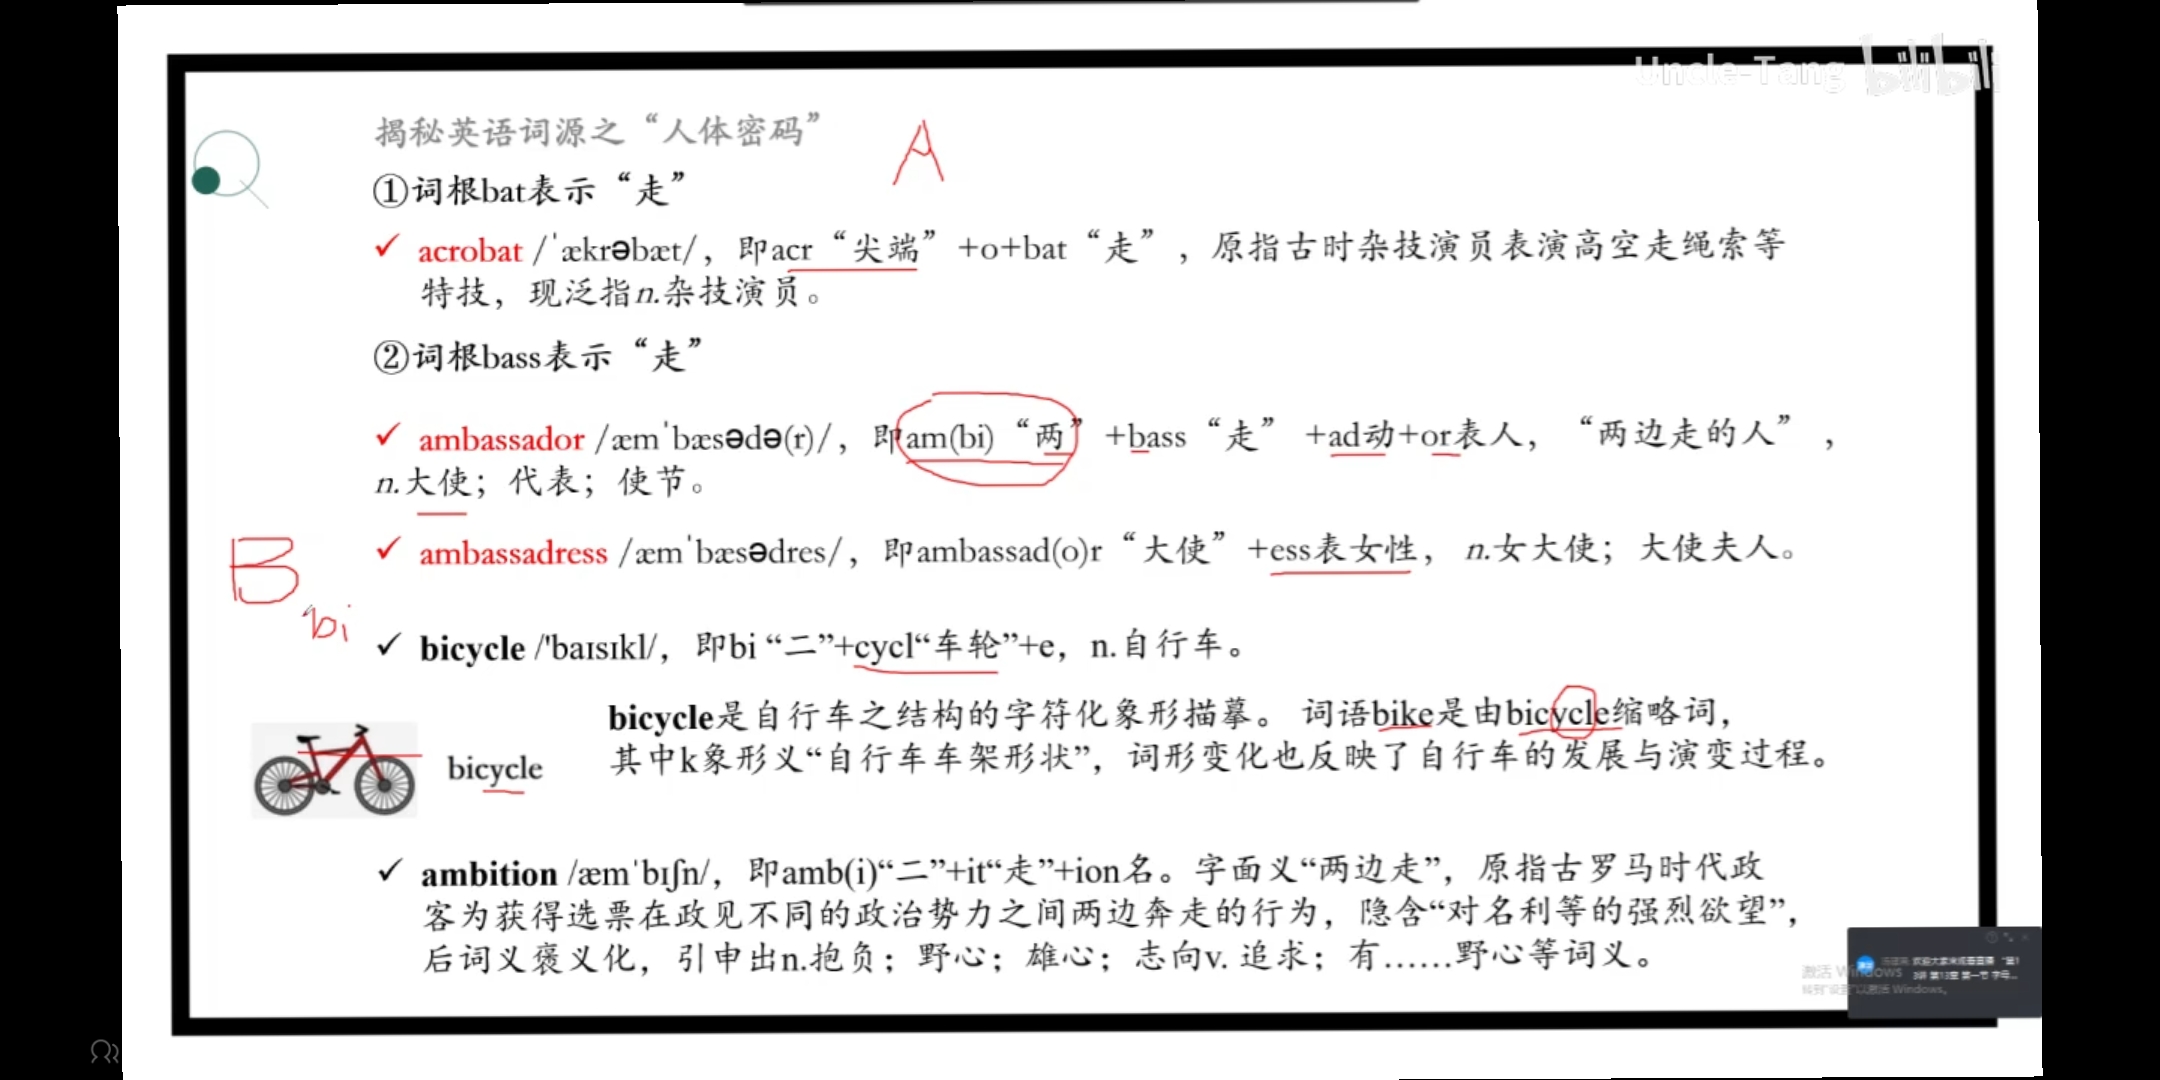 Uncle-Tang bilibili
揭秘英语词源之“人体密码”
A
①词根bat表示“走”
✓ acrobat /ˈækrəbæt/，即acr“尖端”+o+bat“走”，原指古时杂技演员表演高空走绳索等
特技，现泛指n.杂技演员。
②词根bass表示“走”
✓ ambassador /æmˈbæsədə(r)/，即am(bi)“两”+bass“走”+ad动+or表人，“两边走的人”，
n.大使；代表；使节。
✓ ambassadress /æmˈbæsədres/，即ambassad(o)r“大使”+ess表女性， n.女大使；大使夫人。
B
bi
✓ bicycle /'baɪsɪkl/，即bi “二”+cycl“车轮”+e，n.自行车。
bicycle是自行车之结构的字符化象形描摹。 词语bike是由bicycle缩略词，
bicycle
其中k象形义“自行车车架形状”，词形变化也反映了自行车的发展与演变过程。
✓ ambition /æmˈbɪʃn/，即amb(i)“二”+it“走”+ion名。字面义“两边走”，原指古罗马时代政
客为获得选票在政见不同的政治势力之间两边奔走的行为，隐含“对名利等的强烈欲望”，
后词义褒义化，引申出n.抱负；野心；雄心；志向v. 追求；有……野心等词义。
激活 Windows